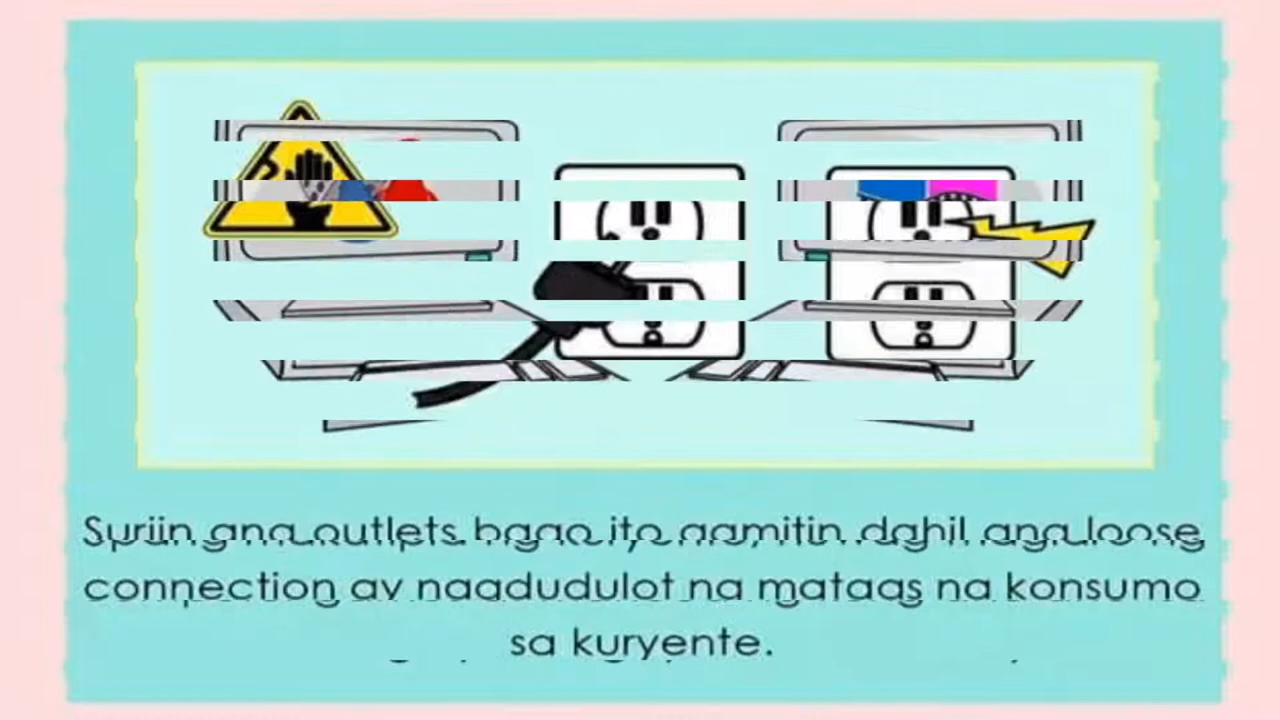 Suriin ang outlets bago ito gamitin dahil ang loose
connection ay nagdudulot na mataas na konsumo
sa kuryente.